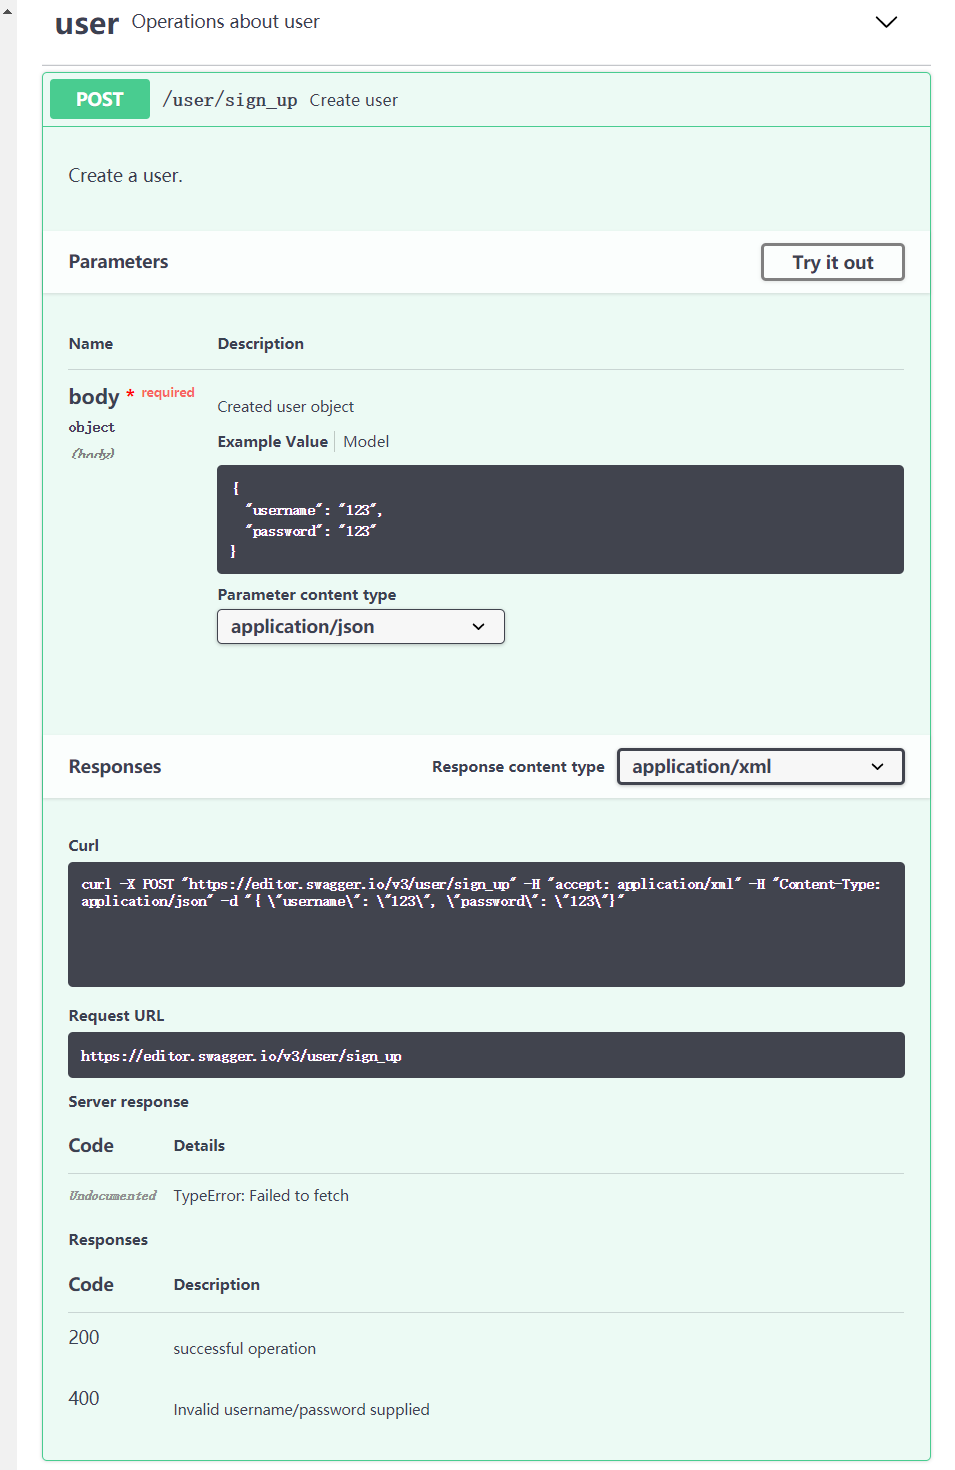 user Operations about user
POST /user/sign_up Create user
Create a user.
Parameters Try it out
Name Description
body * required
object
(body)
Created user object
Example Value Model
{
"username": "123",
"password": "123"
}
Parameter content type
application/json
Responses Response content type application/xml
Curl
curl -X POST "https://editor.swagger.io/v3/user/sign_up" -H "accept: application/xml" -H "Content-Type:
application/json" -d "{ \"username\": \"123\", \"password\": \"123\"}"
Request URL
https://editor.swagger.io/v3/user/sign_up
Server response
Code Details
Undocumented TypeError: Failed to fetch
Responses
Code Description
200
successful operation
400
Invalid username/password supplied